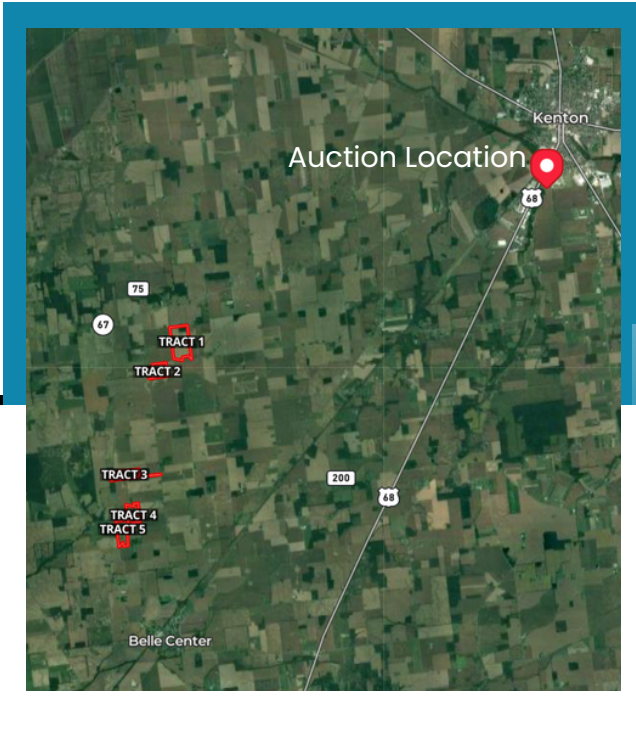 Kenton
Auction Location
68
75
67
TRACT 1
TRACT 2
TRACT 3
200
68
TRACT 4
TRACT 5
Belle Center